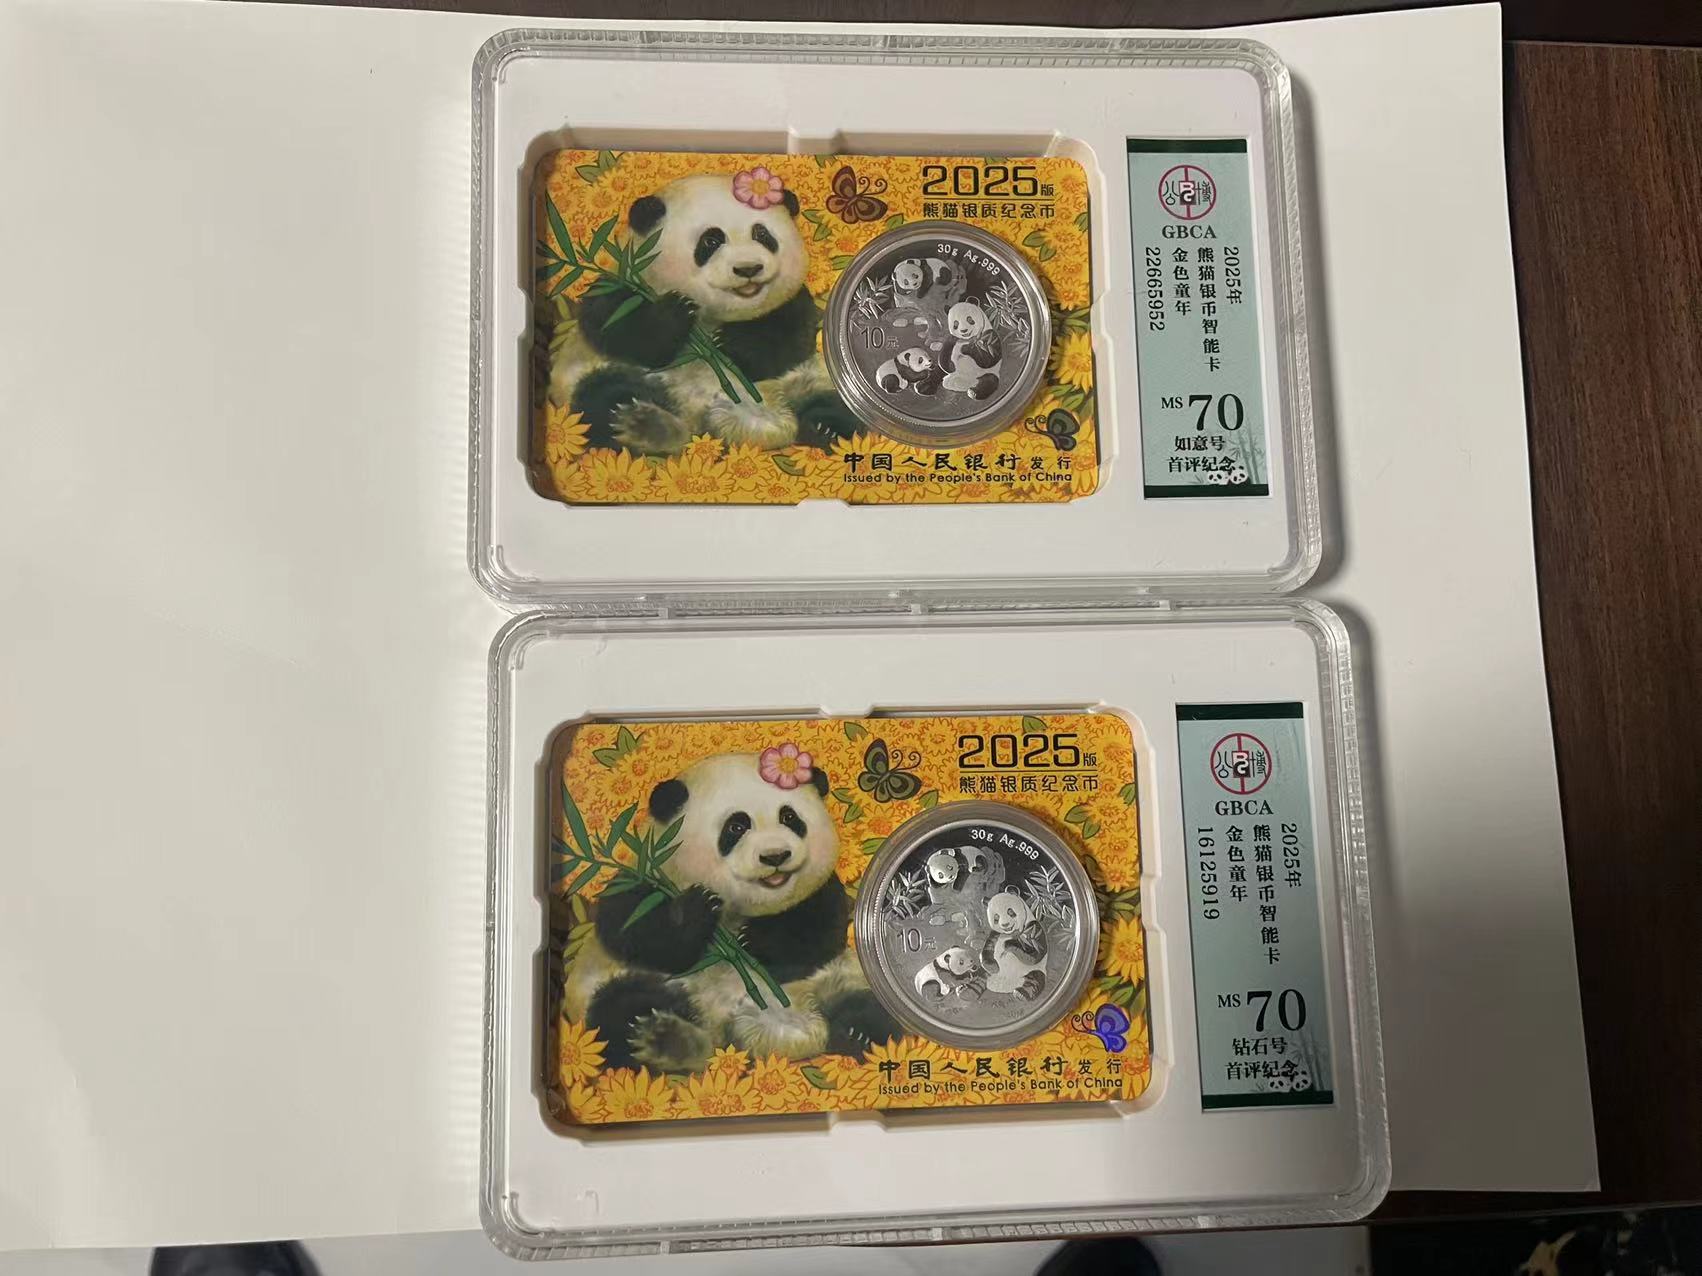 2025版
熊猫银质纪念币
30g Ag.999
10元
中国人民银行发行
Issued by the People's Bank of China
公博
GBCA
2025年
熊猫银币智能卡
金色童年
22665952
MS 70
如意号
首评纪念
2025版
熊猫银质纪念币
30g Ag.999
10元
中国人民银行发行
Issued by the People's Bank of China
公博
GBCA
2025年
熊猫银币智能卡
金色童年
16125919
MS 70
钻石号
首评纪念